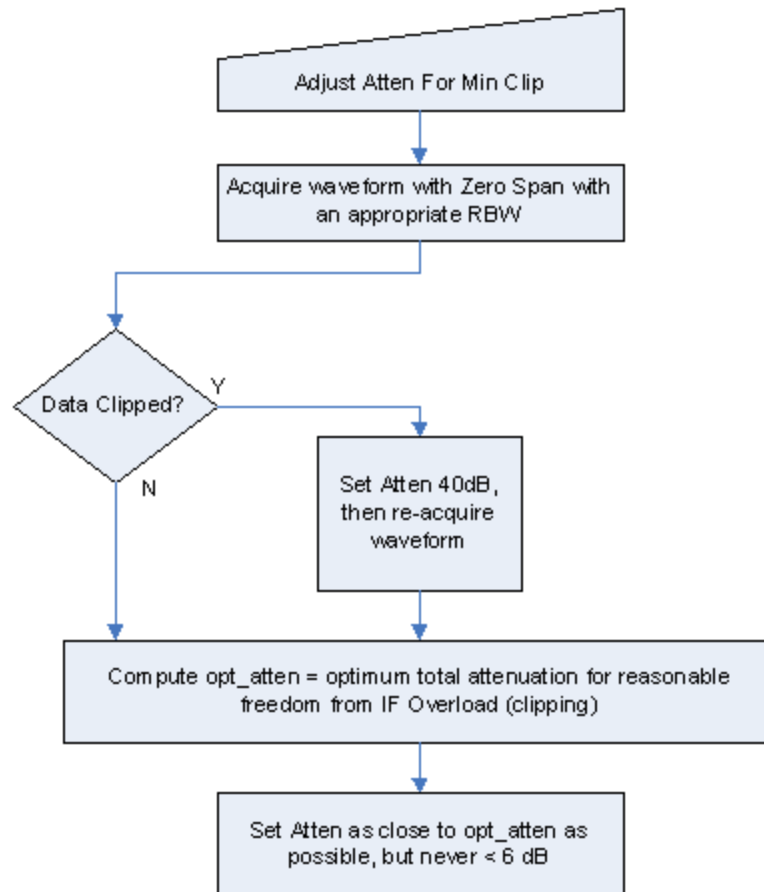 Adjust Atten For Min Clip
Acquire waveform with Zero Span with
an appropriate RBW
Data Clipped?
Y
N
Set Atten 40dB,
then re-acquire
waveform
Compute opt_atten = optimum total attenuation for reasonable
freedom from IF Overload (clipping)
Set Atten as close to opt_atten as
possible, but never < 6 dB